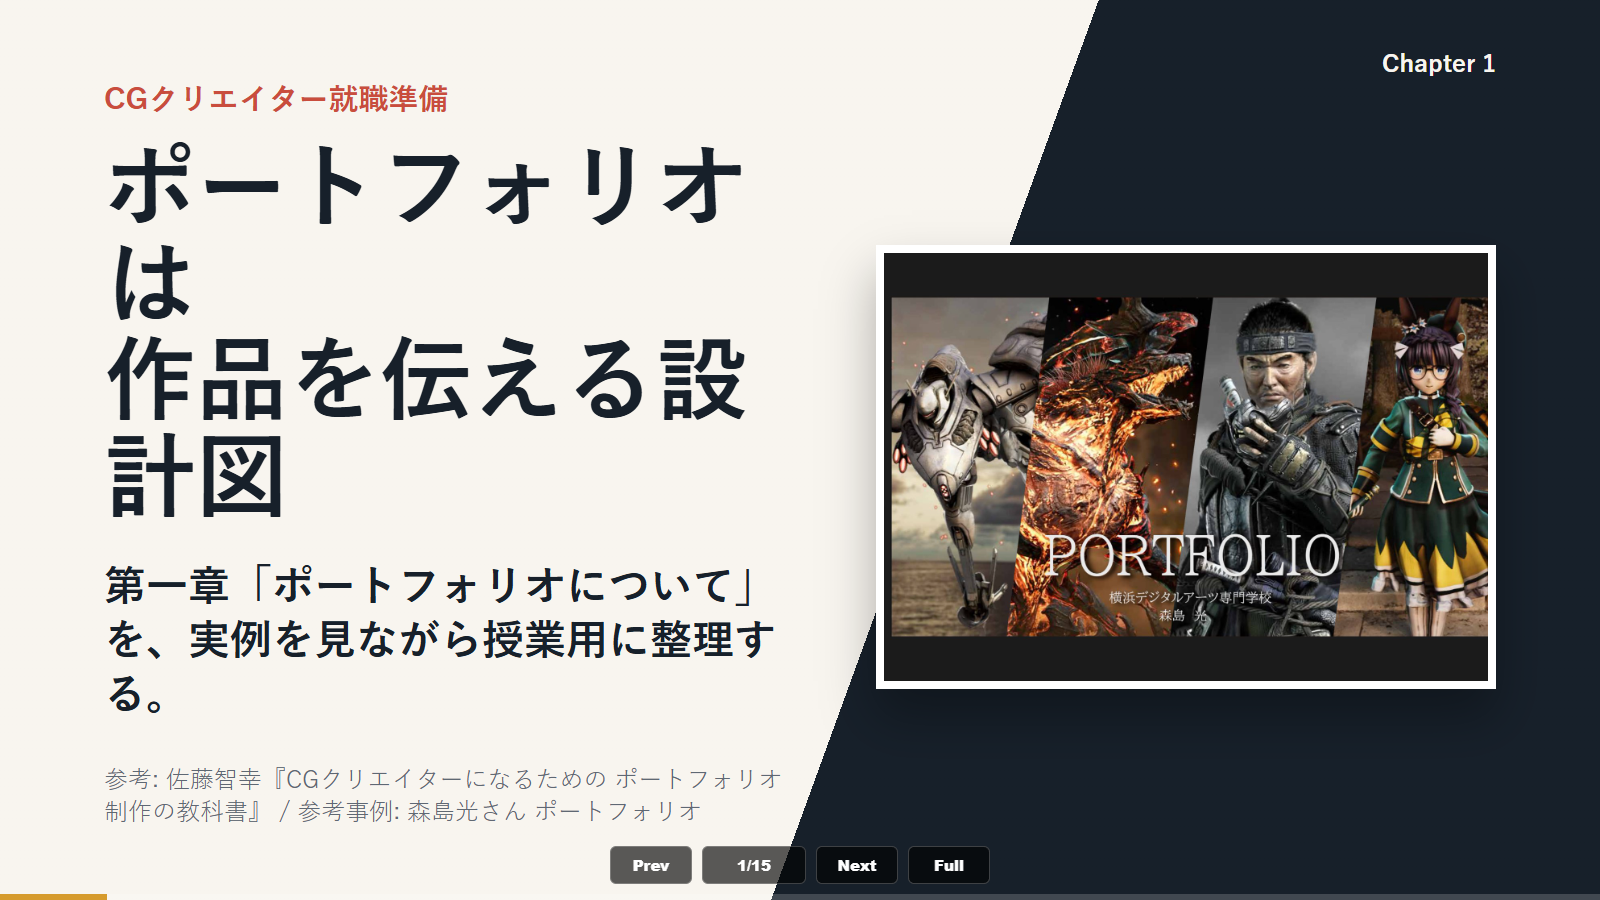 Chapter 1
CGクリエイター就職準備
ポートフォリオ
は
作品を伝える設
計図
第一章「ポートフォリオについて」
を、実例を見ながら授業用に整理す
る。
PORTFOLIO
横浜デジタルアーツ専門学校
森島 光
参考: 佐藤智幸『CGクリエイターになるための ポートフォリオ
制作の教科書』 / 参考事例: 森島光さん ポートフォリオ
Prev
1/15
Next
Full